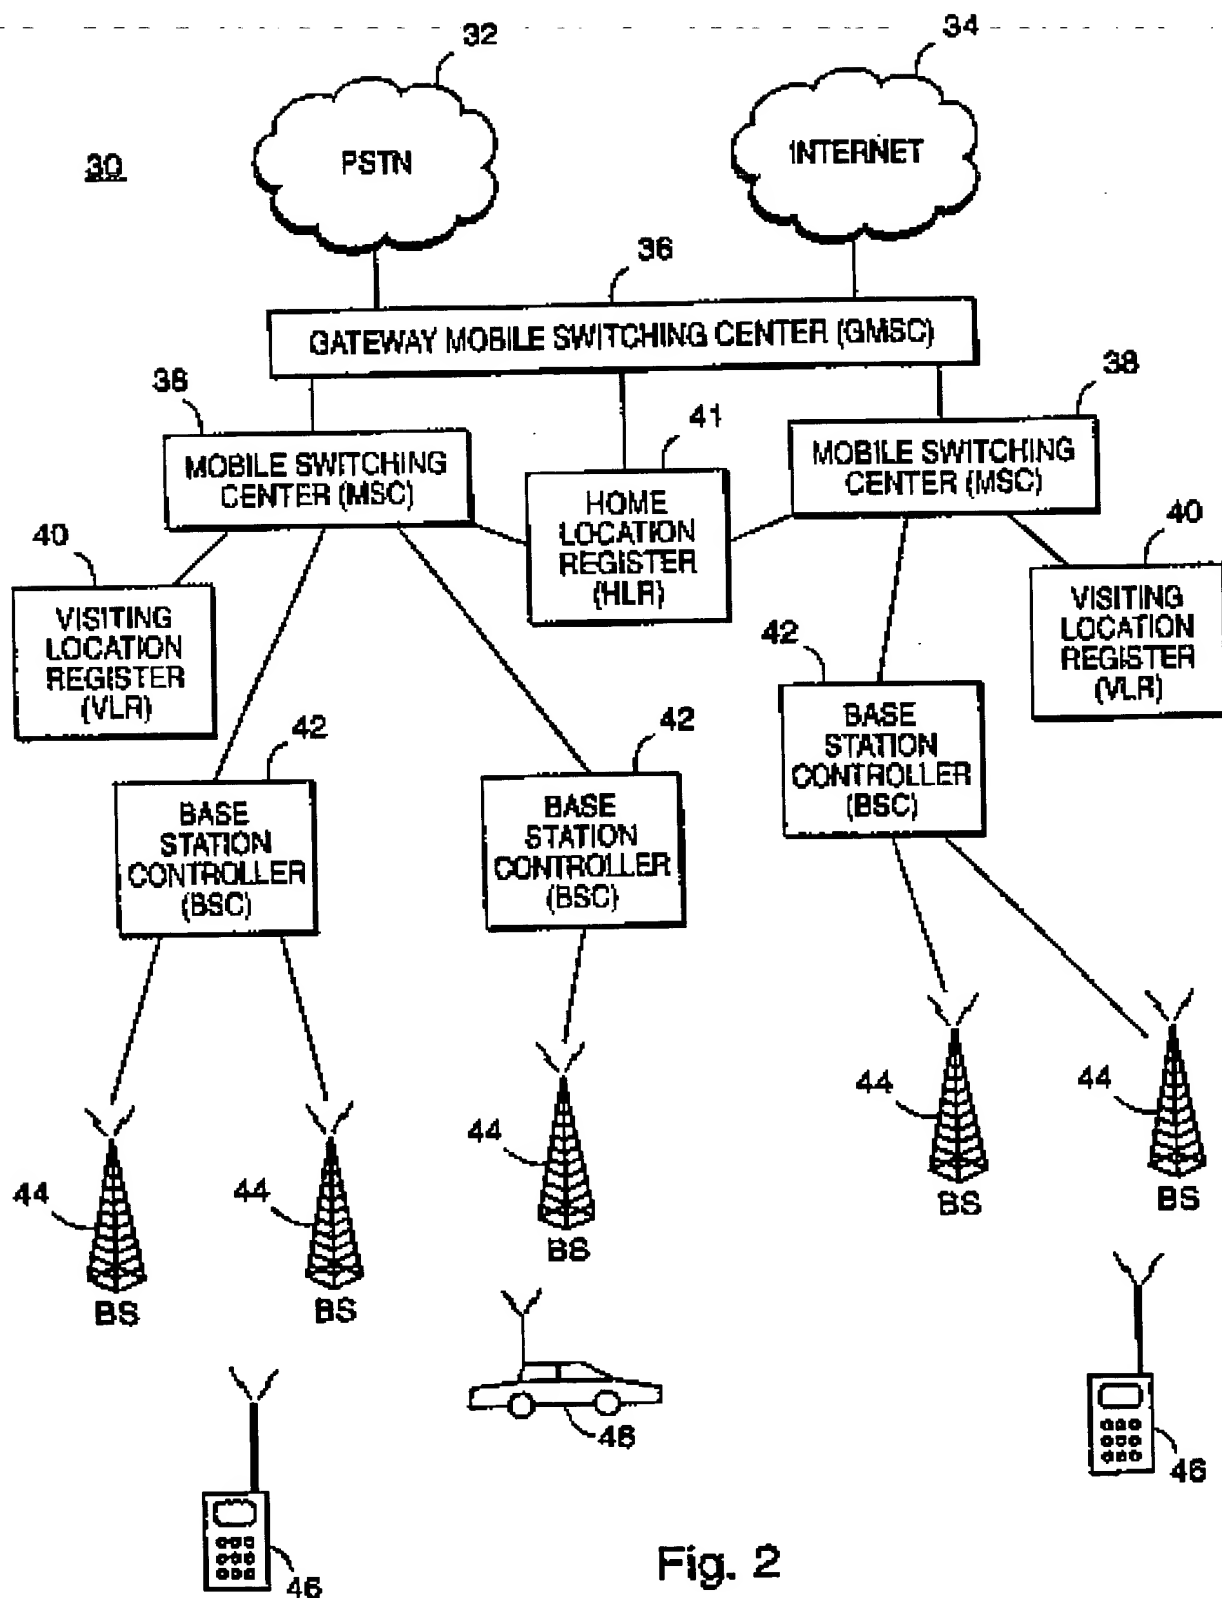 32
34
30
PSTN
INTERNET
36
GATEWAY MOBILE SWITCHING CENTER (GMSC)
38
38
41
MOBILE SWITCHING
CENTER (MSC)
MOBILE SWITCHING
CENTER (MSC)
HOME
LOCATION
REGISTER
(HLR)
40
40
VISITING
LOCATION
REGISTER
(VLR)
VISITING
LOCATION
REGISTER
(VLR)
42
BASE
STATION
CONTROLLER
(BSC)
42
42
BASE
STATION
CONTROLLER
(BSC)
BASE
STATION
CONTROLLER
(BSC)
44
44
44
44
44
BS
BS
BS
BS
BS
46
46
46
Fig. 2